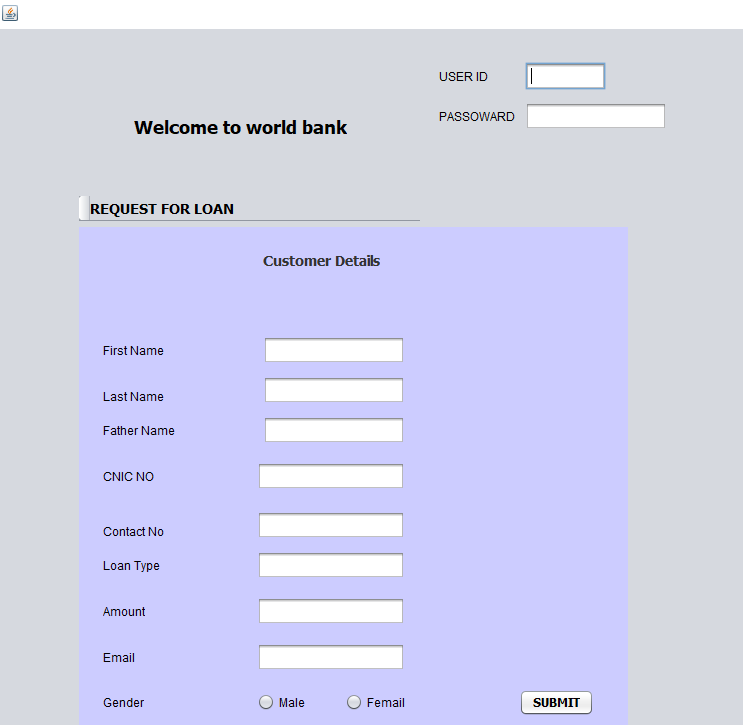 USER ID
PASSOWARD
Welcome to world bank
REQUEST FOR LOAN
Customer Details
First Name
Last Name
Father Name
CNIC NO
Contact No
Loan Type
Amount
Email
Gender Male Femail SUBMIT